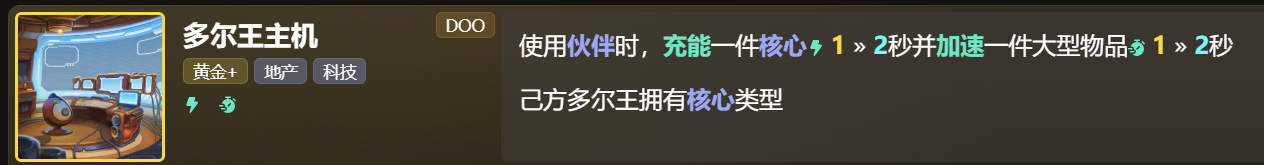 多尔王主机
DOO
黄金+ 地产 科技
使用伙伴时，充能一件核心 1 » 2秒并加速一件大型物品 1 » 2秒
己方多尔王拥有核心类型